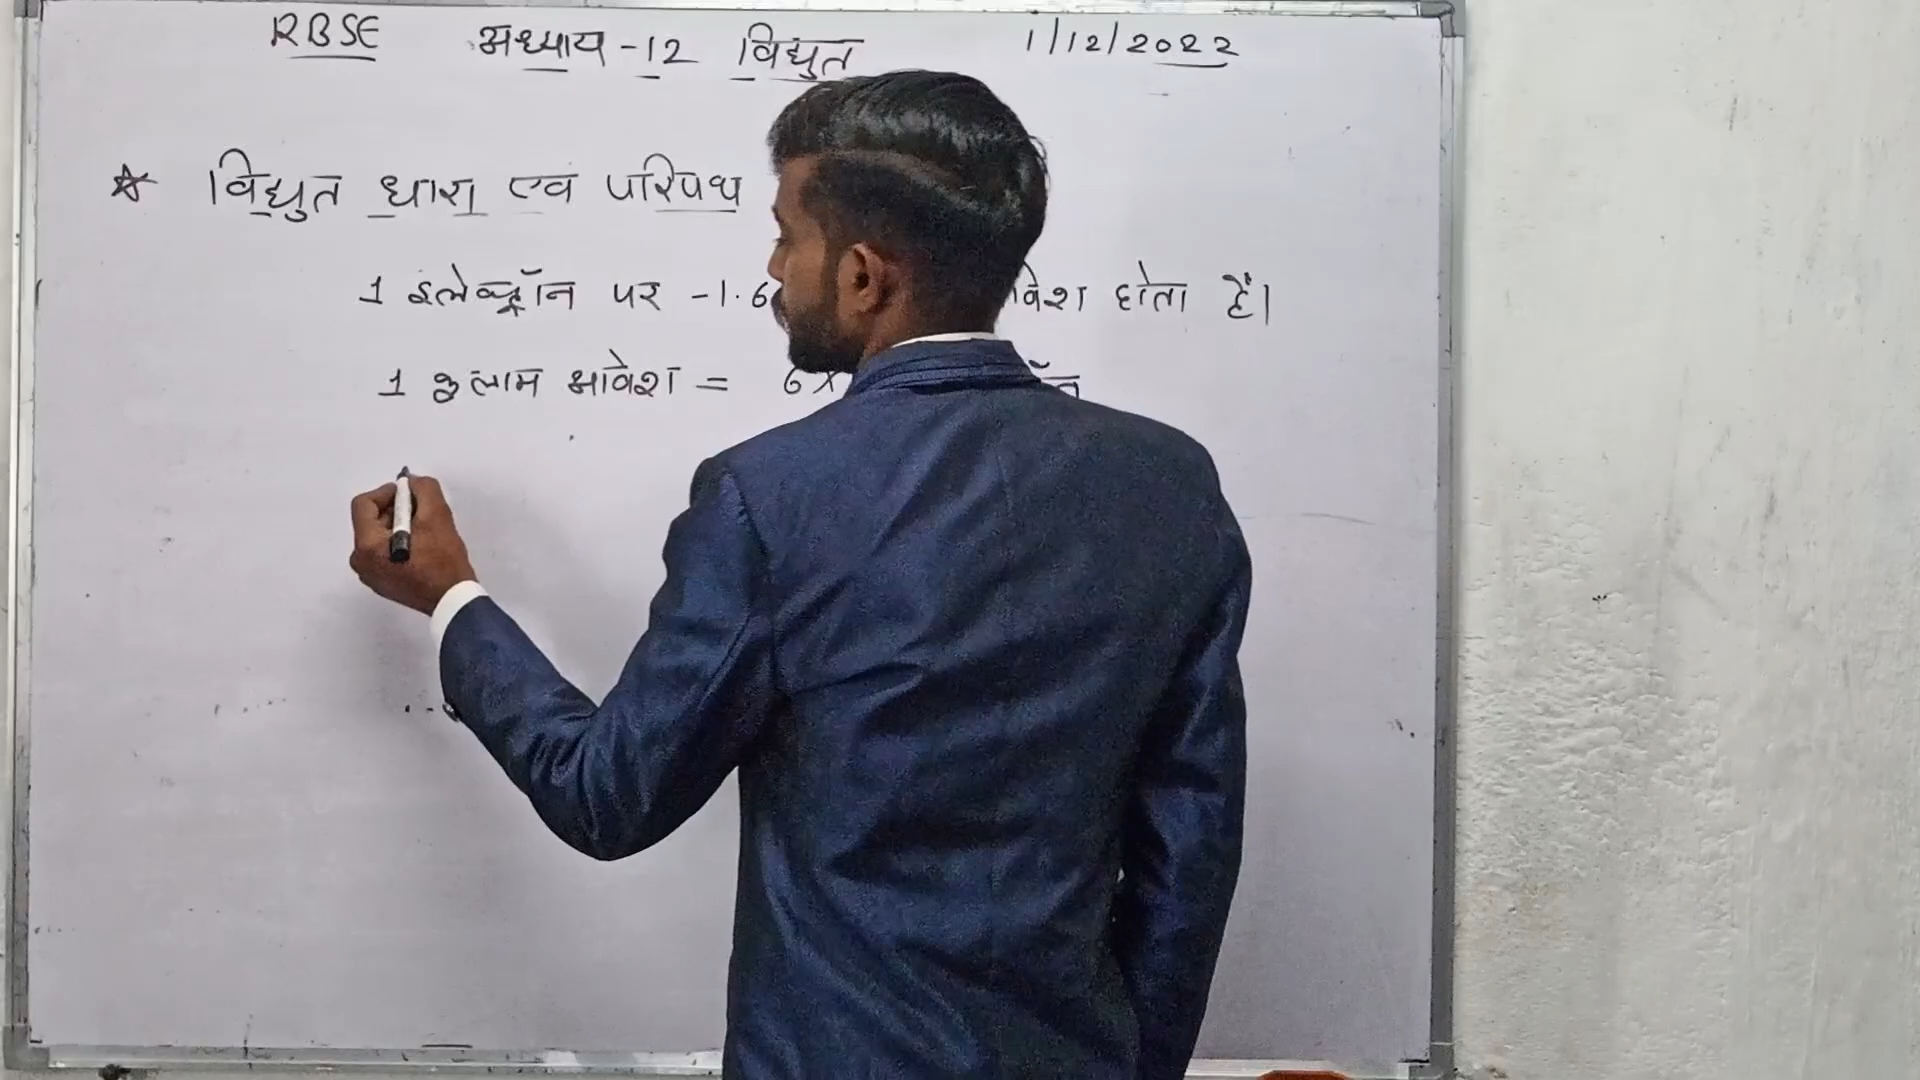 RBSE अध्याय -12 विद्युत 1/12/2022
विद्युत धारा एवं परिपथ
1 इलेक्ट्रॉन पर -1.6 वेश होता हैं।
1 कुलाम आवेश = 6×